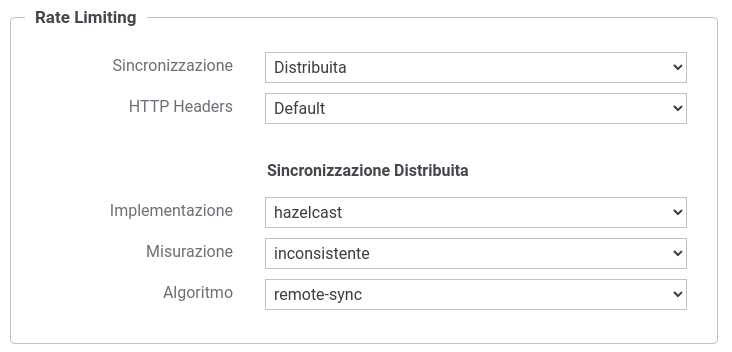 Rate Limiting
Sincronizzazione Distribuita
HTTP Headers Default
Sincronizzazione Distribuita
Implementazione hazelcast
Misurazione inconsistente
Algoritmo remote-sync